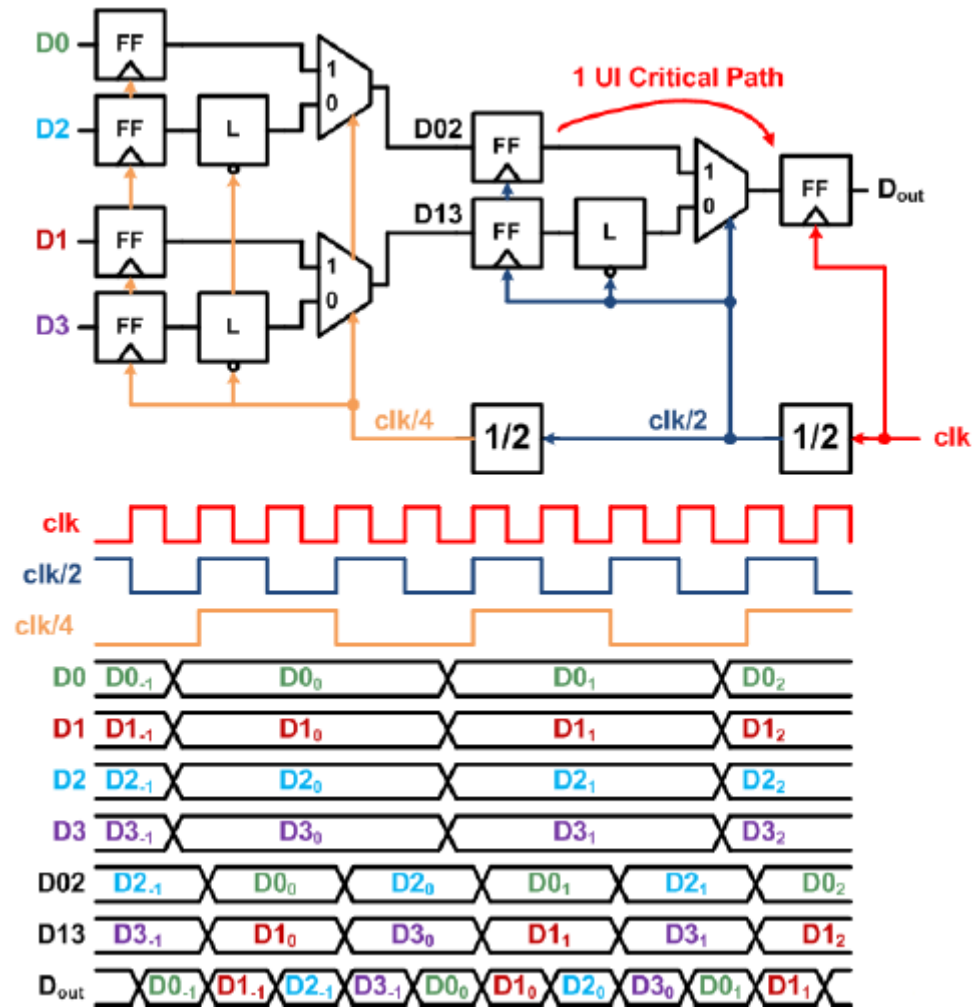 D0 FF 1
0
D2 FF L
1 UI Critical Path
D02 FF 1
0 FF D_out
D1 FF 1
0
D13 FF L
D3 FF L
clk/4 1/2 clk/2 1/2 clk
clk
clk/2
clk/4
D0 D0₋₁ D0₀ D0₁ D0₂
D1 D1₋₁ D1₀ D1₁ D1₂
D2 D2₋₁ D2₀ D2₁ D2₂
D3 D3₋₁ D3₀ D3₁ D3₂
D02 D2₋₁ D0₀ D2₀ D0₁ D2₁ D0₂
D13 D3₋₁ D1₀ D3₀ D1₁ D3₁ D1₂
D_out D0₋₁ D1₋₁ D2₋₁ D3₋₁ D0₀ D1₀ D2₀ D3₀ D0₁ D1₁